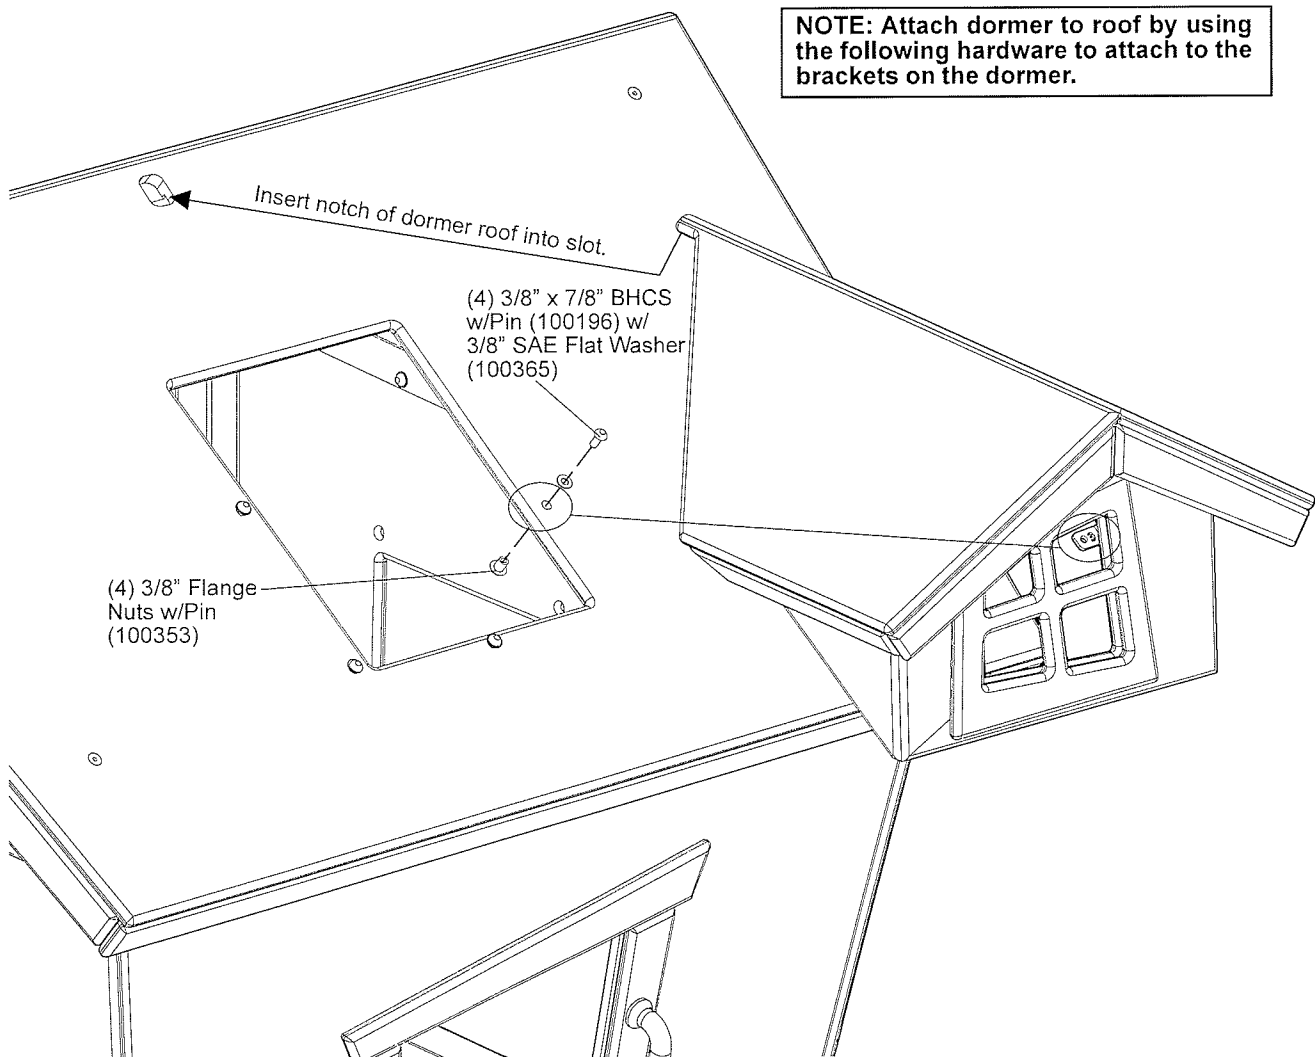 NOTE: Attach dormer to roof by using
the following hardware to attach to the
brackets on the dormer.
Insert notch of dormer roof into slot.
(4) 3/8” x 7/8” BHCS
w/Pin (100196) w/
3/8” SAE Flat Washer
(100365)
(4) 3/8” Flange
Nuts w/Pin
(100353)